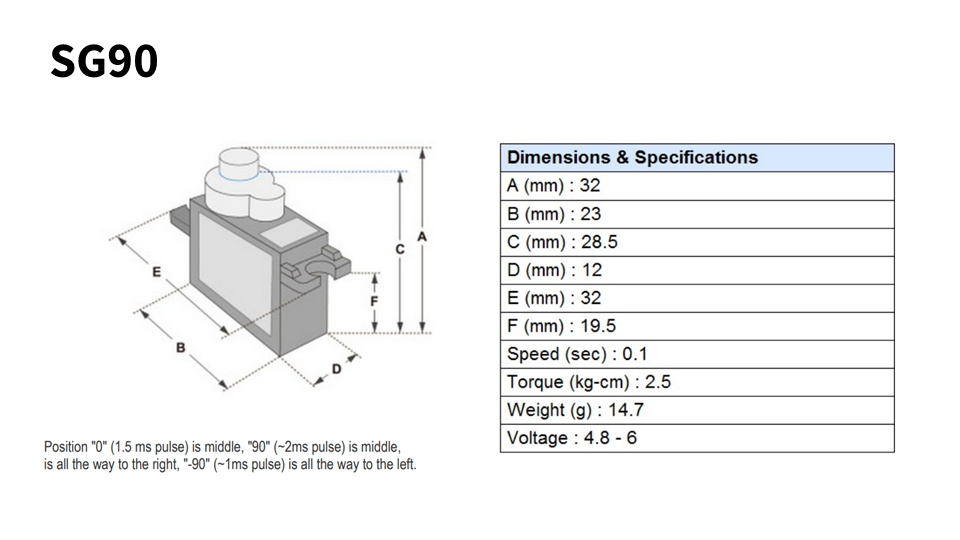 SG90
A
C
E
F
B
D
Position "0" (1.5 ms pulse) is middle, "90" (~2ms pulse) is middle,
is all the way to the right, "-90" (~1ms pulse) is all the way to the left.
Dimensions & Specifications
A (mm) : 32
B (mm) : 23
C (mm) : 28.5
D (mm) : 12
E (mm) : 32
F (mm) : 19.5
Speed (sec) : 0.1
Torque (kg-cm) : 2.5
Weight (g) : 14.7
Voltage : 4.8 - 6